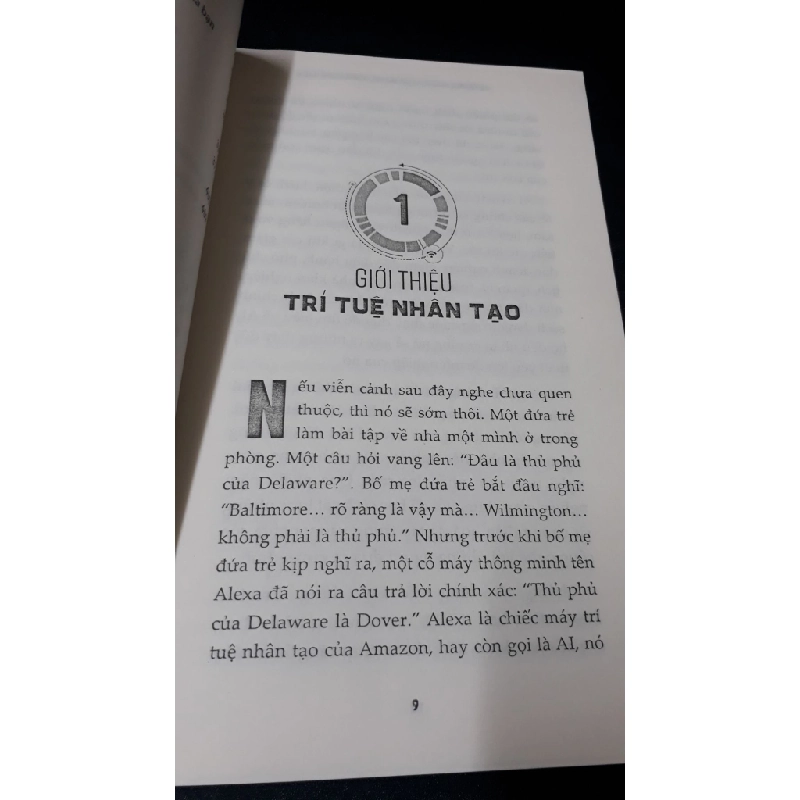 1
GIỚI THIỆU
TRÍ TUỆ NHÂN TẠO
Nếu viễn cảnh sau đây nghe chưa quen
thuộc, thì nó sẽ sớm thôi. Một đứa trẻ
làm bài tập về nhà một mình ở trong
phòng. Một câu hỏi vang lên: “Đâu là thủ phủ
của Delaware?”. Bố mẹ đứa trẻ bắt đầu nghĩ:
“Baltimore... rõ ràng là vậy mà... Wilmington...
không phải là thủ phủ.” Nhưng trước khi bố mẹ
đứa trẻ kịp nghĩ ra, một cỗ máy thông minh tên
Alexa đã nói ra câu trả lời chính xác: “Thủ phủ
của Delaware là Dover.” Alexa là chiếc máy trí
tuệ nhân tạo của Amazon, hay còn gọi là AI, nó
9